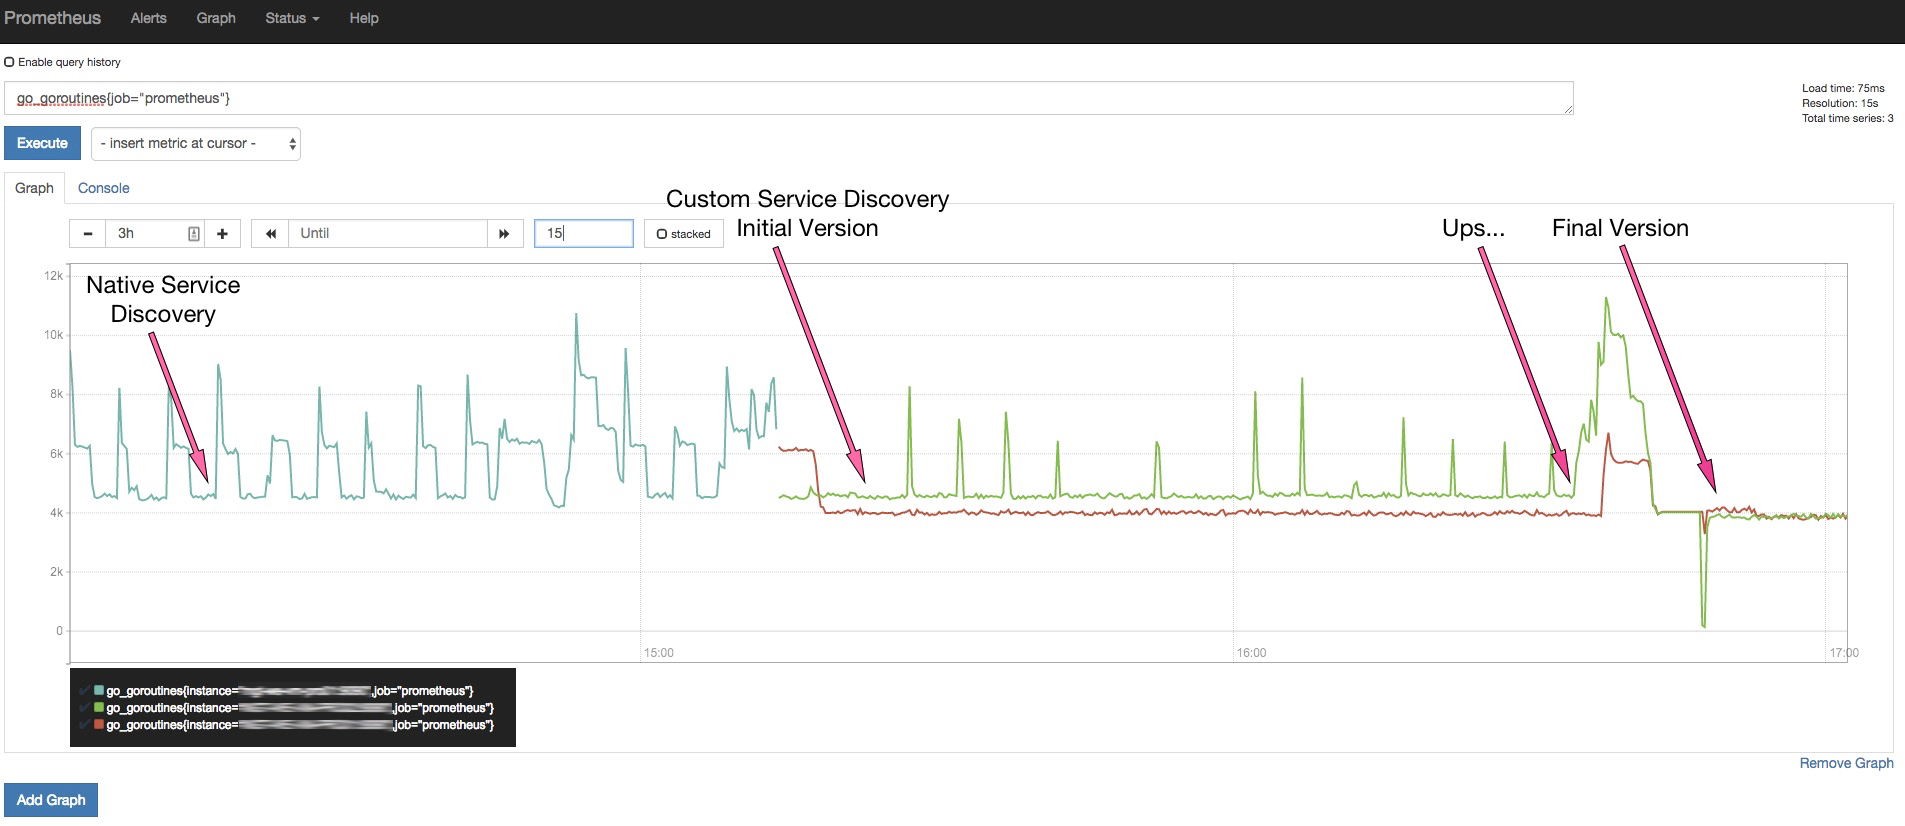 Prometheus Alerts Graph Status Help
Enable query history
go_goroutines{job="prometheus"}
Load time: 75ms
Resolution: 15s
Total time series: 3
Execute - insert metric at cursor -
Graph Console
3h Until 15 stacked
Custom Service Discovery
Initial Version
Ups...
Final Version
Native Service
Discovery
12k
10k
8k
6k
4k
2k
0
15:00 16:00 17:00
go_goroutines{instance= ,job="prometheus"}
go_goroutines{instance= ,job="prometheus"}
go_goroutines{instance= ,job="prometheus"}
Remove Graph
Add Graph